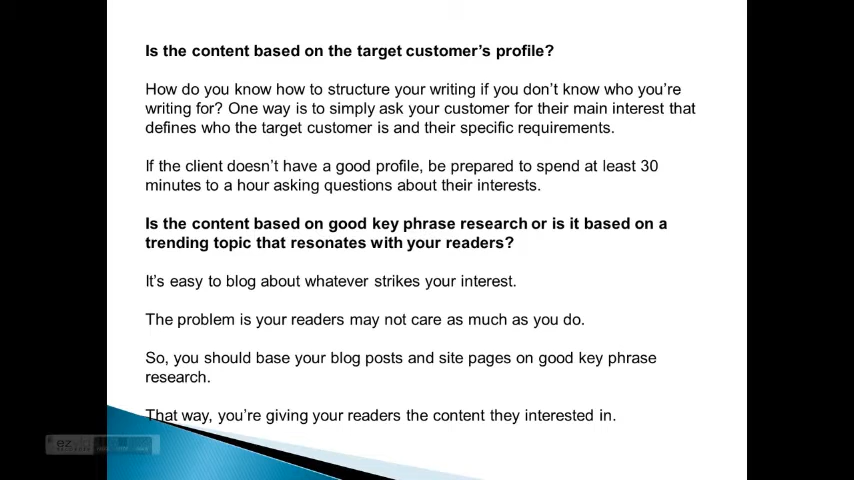 Is the content based on the target customer's profile?
How do you know how to structure your writing if you don't know who you're
writing for? One way is to simply ask your customer for their main interest that
defines who the target customer is and their specific requirements.
If the client doesn't have a good profile, be prepared to spend at least 30
minutes to a hour asking questions about their interests.
Is the content based on good key phrase research or is it based on a
trending topic that resonates with your readers?
It's easy to blog about whatever strikes your interest.
The problem is your readers may not care as much as you do.
So, you should base your blog posts and site pages on good key phrase
research.
That way, you're giving your readers the content they interested in.